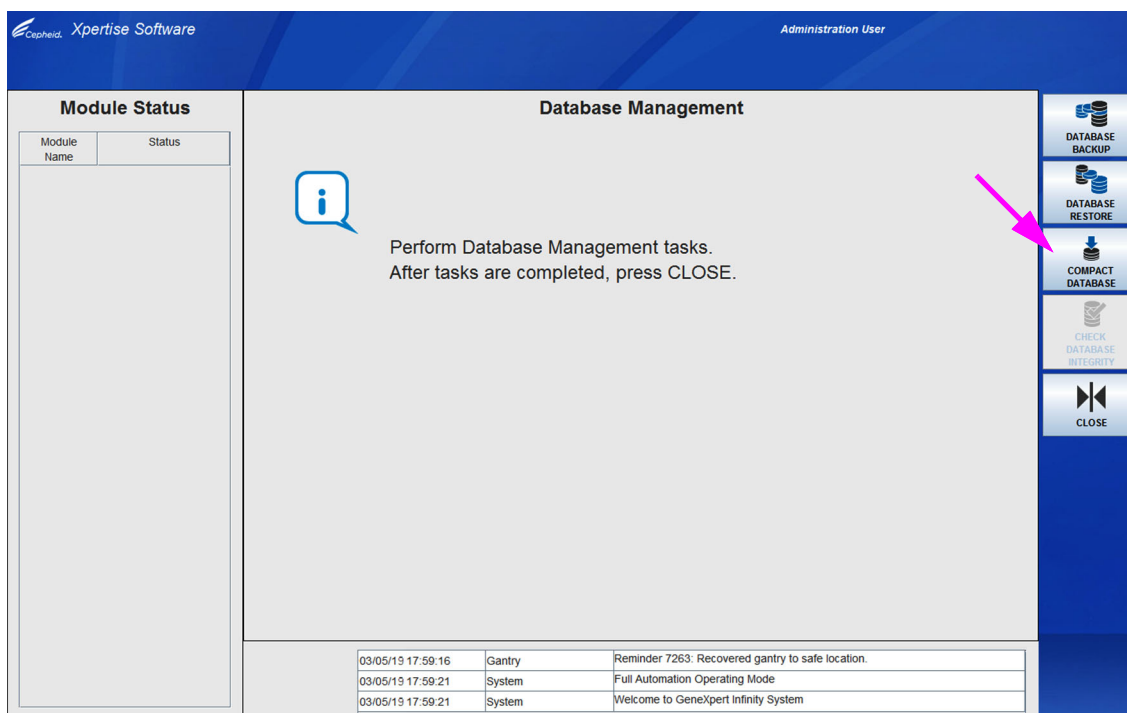 Cepheid. Xpertise Software
Administration User
Module Status
Module Name
Status
Database Management
Perform Database Management tasks.
After tasks are completed, press CLOSE.
DATABASE
BACKUP
DATABASE
RESTORE
COMPACT
DATABASE
CHECK
DATABASE
INTEGRITY
CLOSE
03/05/19 17:59:16 Gantry Reminder 7263: Recovered gantry to safe location.
03/05/19 17:59:21 System Full Automation Operating Mode
03/05/19 17:59:21 System Welcome to GeneXpert Infinity System